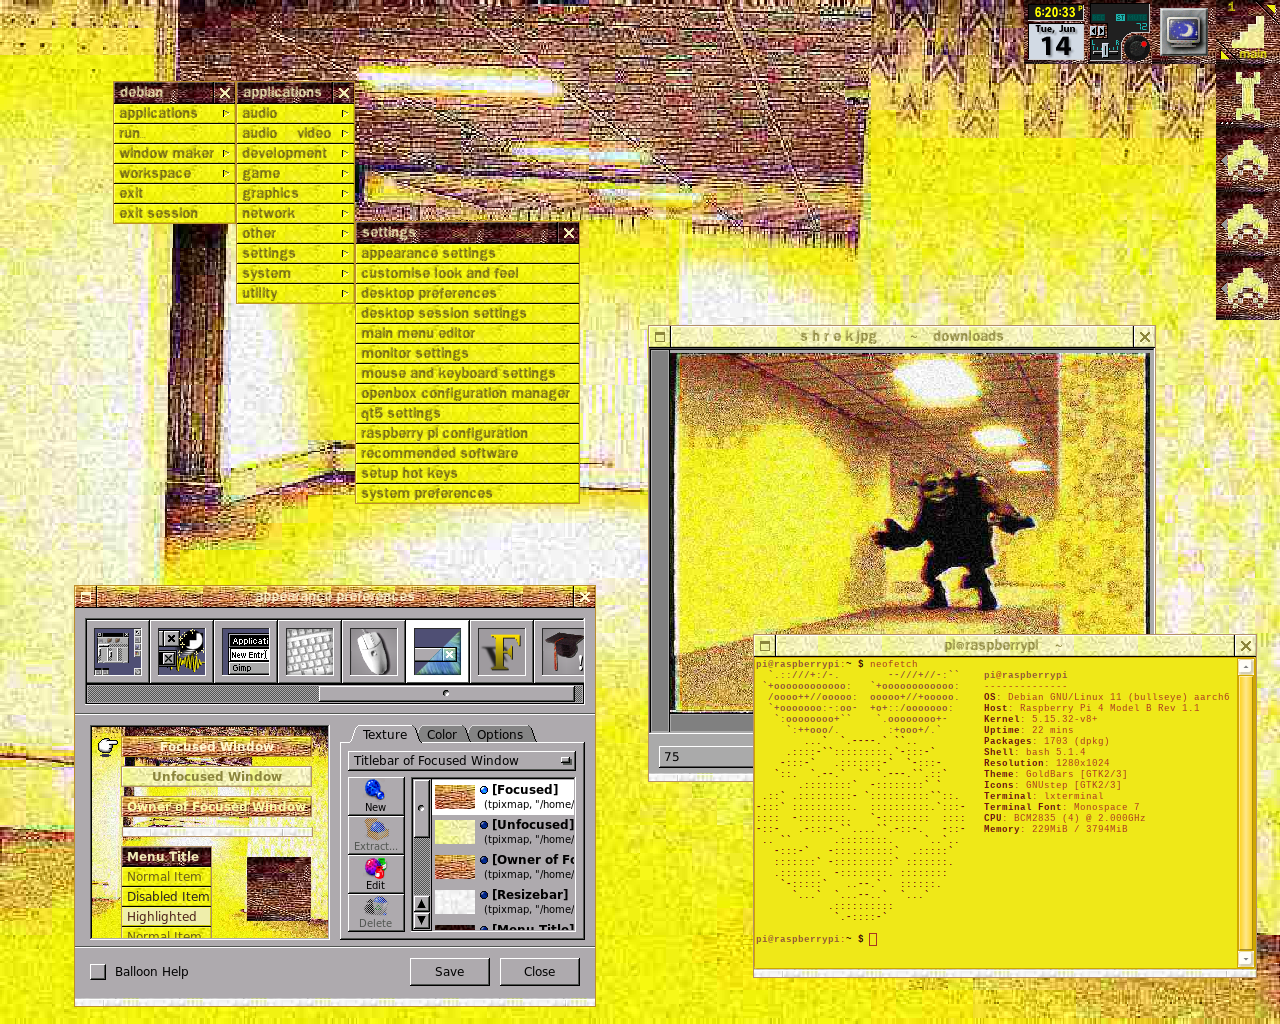 6:20:33 P
Tue, Jun
14
ST
72
L R
1
main
debian
applications
run
window maker
workspace
exit
exit session
applications
audio
audio video
development
game
graphics
network
other
settings
system
utility
settings
appearance settings
customise look and feel
desktop preferences
desktop session settings
main menu editor
monitor settings
mouse and keyboard settings
openbox configuration manager
qt5 settings
raspberry pi configuration
recommended software
setup hot keys
system preferences
s h r e k jpg ~ downloads
75
appearance preferences
Applicati
New Entry
Gimp
F
Focused Window
Unfocused Window
Owner of Focused Window
Menu Title
Normal Item
Disabled Item
Highlighted
Normal Item
Texture Color Options
Titlebar of Focused Window
New
Extract...
Edit
Delete
[Focused]
(tpixmap, "/home/
[Unfocused]
(tpixmap, "/home/
[Owner of Fo
(tpixmap, "/home/
[Resizebar]
(tpixmap, "/home/
[Menu Title]
Balloon Help
Save
Close
pi@raspberrypi ~
pi@raspberrypi:~ $ neofetch
pi@raspberrypi
--------------
OS: Debian GNU/Linux 11 (bullseye) aarch6
Host: Raspberry Pi 4 Model B Rev 1.1
Kernel: 5.15.32-v8+
Uptime: 22 mins
Packages: 1703 (dpkg)
Shell: bash 5.1.4
Resolution: 1280x1024
Theme: GoldBars [GTK2/3]
Icons: GNUstep [GTK2/3]
Terminal: lxterminal
Terminal Font: Monospace 7
CPU: BCM2835 (4) @ 2.000GHz
Memory: 229MiB / 3794MiB
pi@raspberrypi:~ $